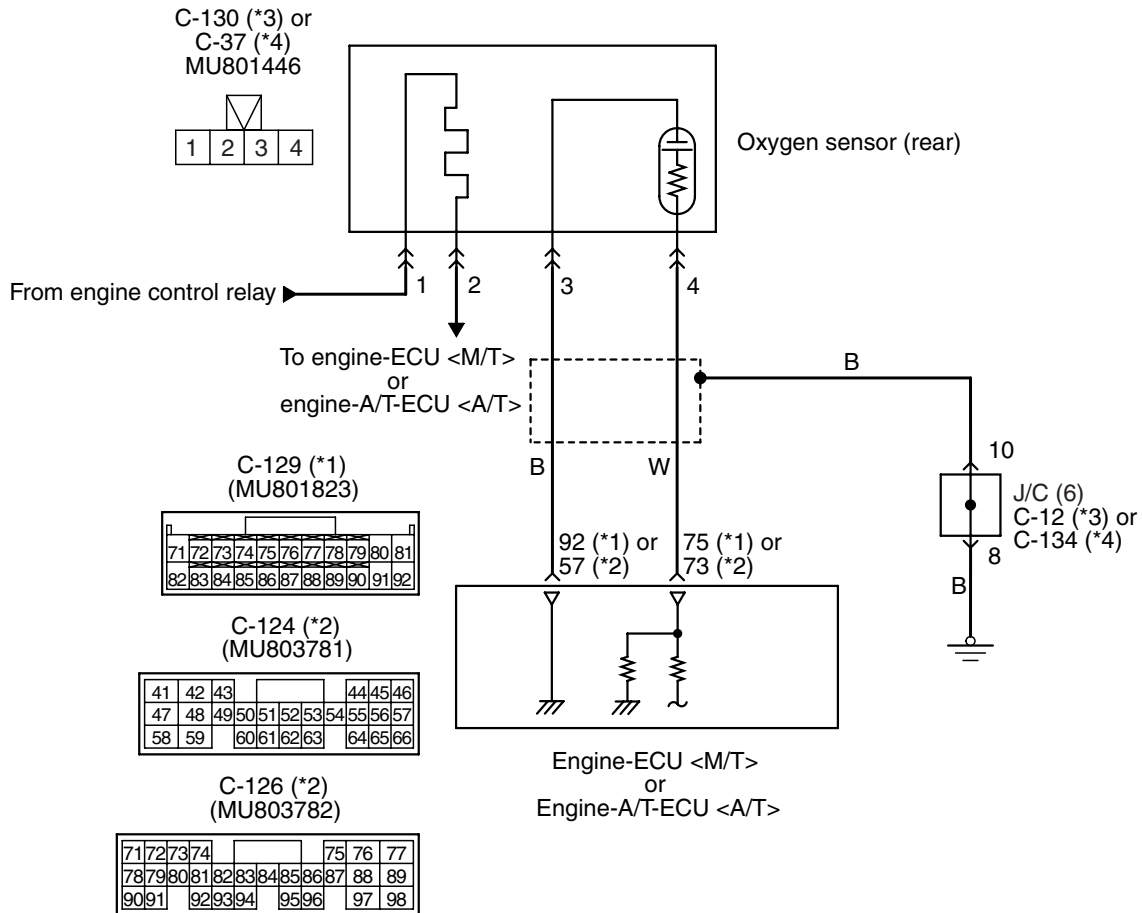 C-130 (*3) or
C-37 (*4)
MU801446
1 2 3 4
Oxygen sensor (rear)
From engine control relay
1
2
3
4
To engine-ECU <M/T>
or
engine-A/T-ECU <A/T>
B
B
W
10
J/C (6)
C-12 (*3) or
C-134 (*4)
8
B
92 (*1) or
57 (*2)
75 (*1) or
73 (*2)
C-129 (*1)
(MU801823)
71 72 73 74 75 76 77 78 79 80 81
82 83 84 85 86 87 88 89 90 91 92
C-124 (*2)
(MU803781)
41 42 43 44 45 46
47 48 49 50 51 52 53 54 55 56 57
58 59 60 61 62 63 64 65 66
Engine-ECU <M/T>
or
Engine-A/T-ECU <A/T>
C-126 (*2)
(MU803782)
71 72 73 74 75 76 77
78 79 80 81 82 83 84 85 86 87 88 89
90 91 92 93 94 95 96 97 98